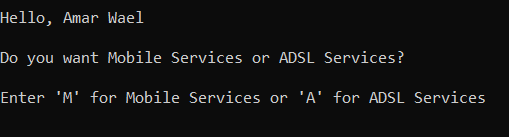 Hello, Amar Wael
Do you want Mobile Services or ADSL Services?
Enter 'M' for Mobile Services or 'A' for ADSL Services